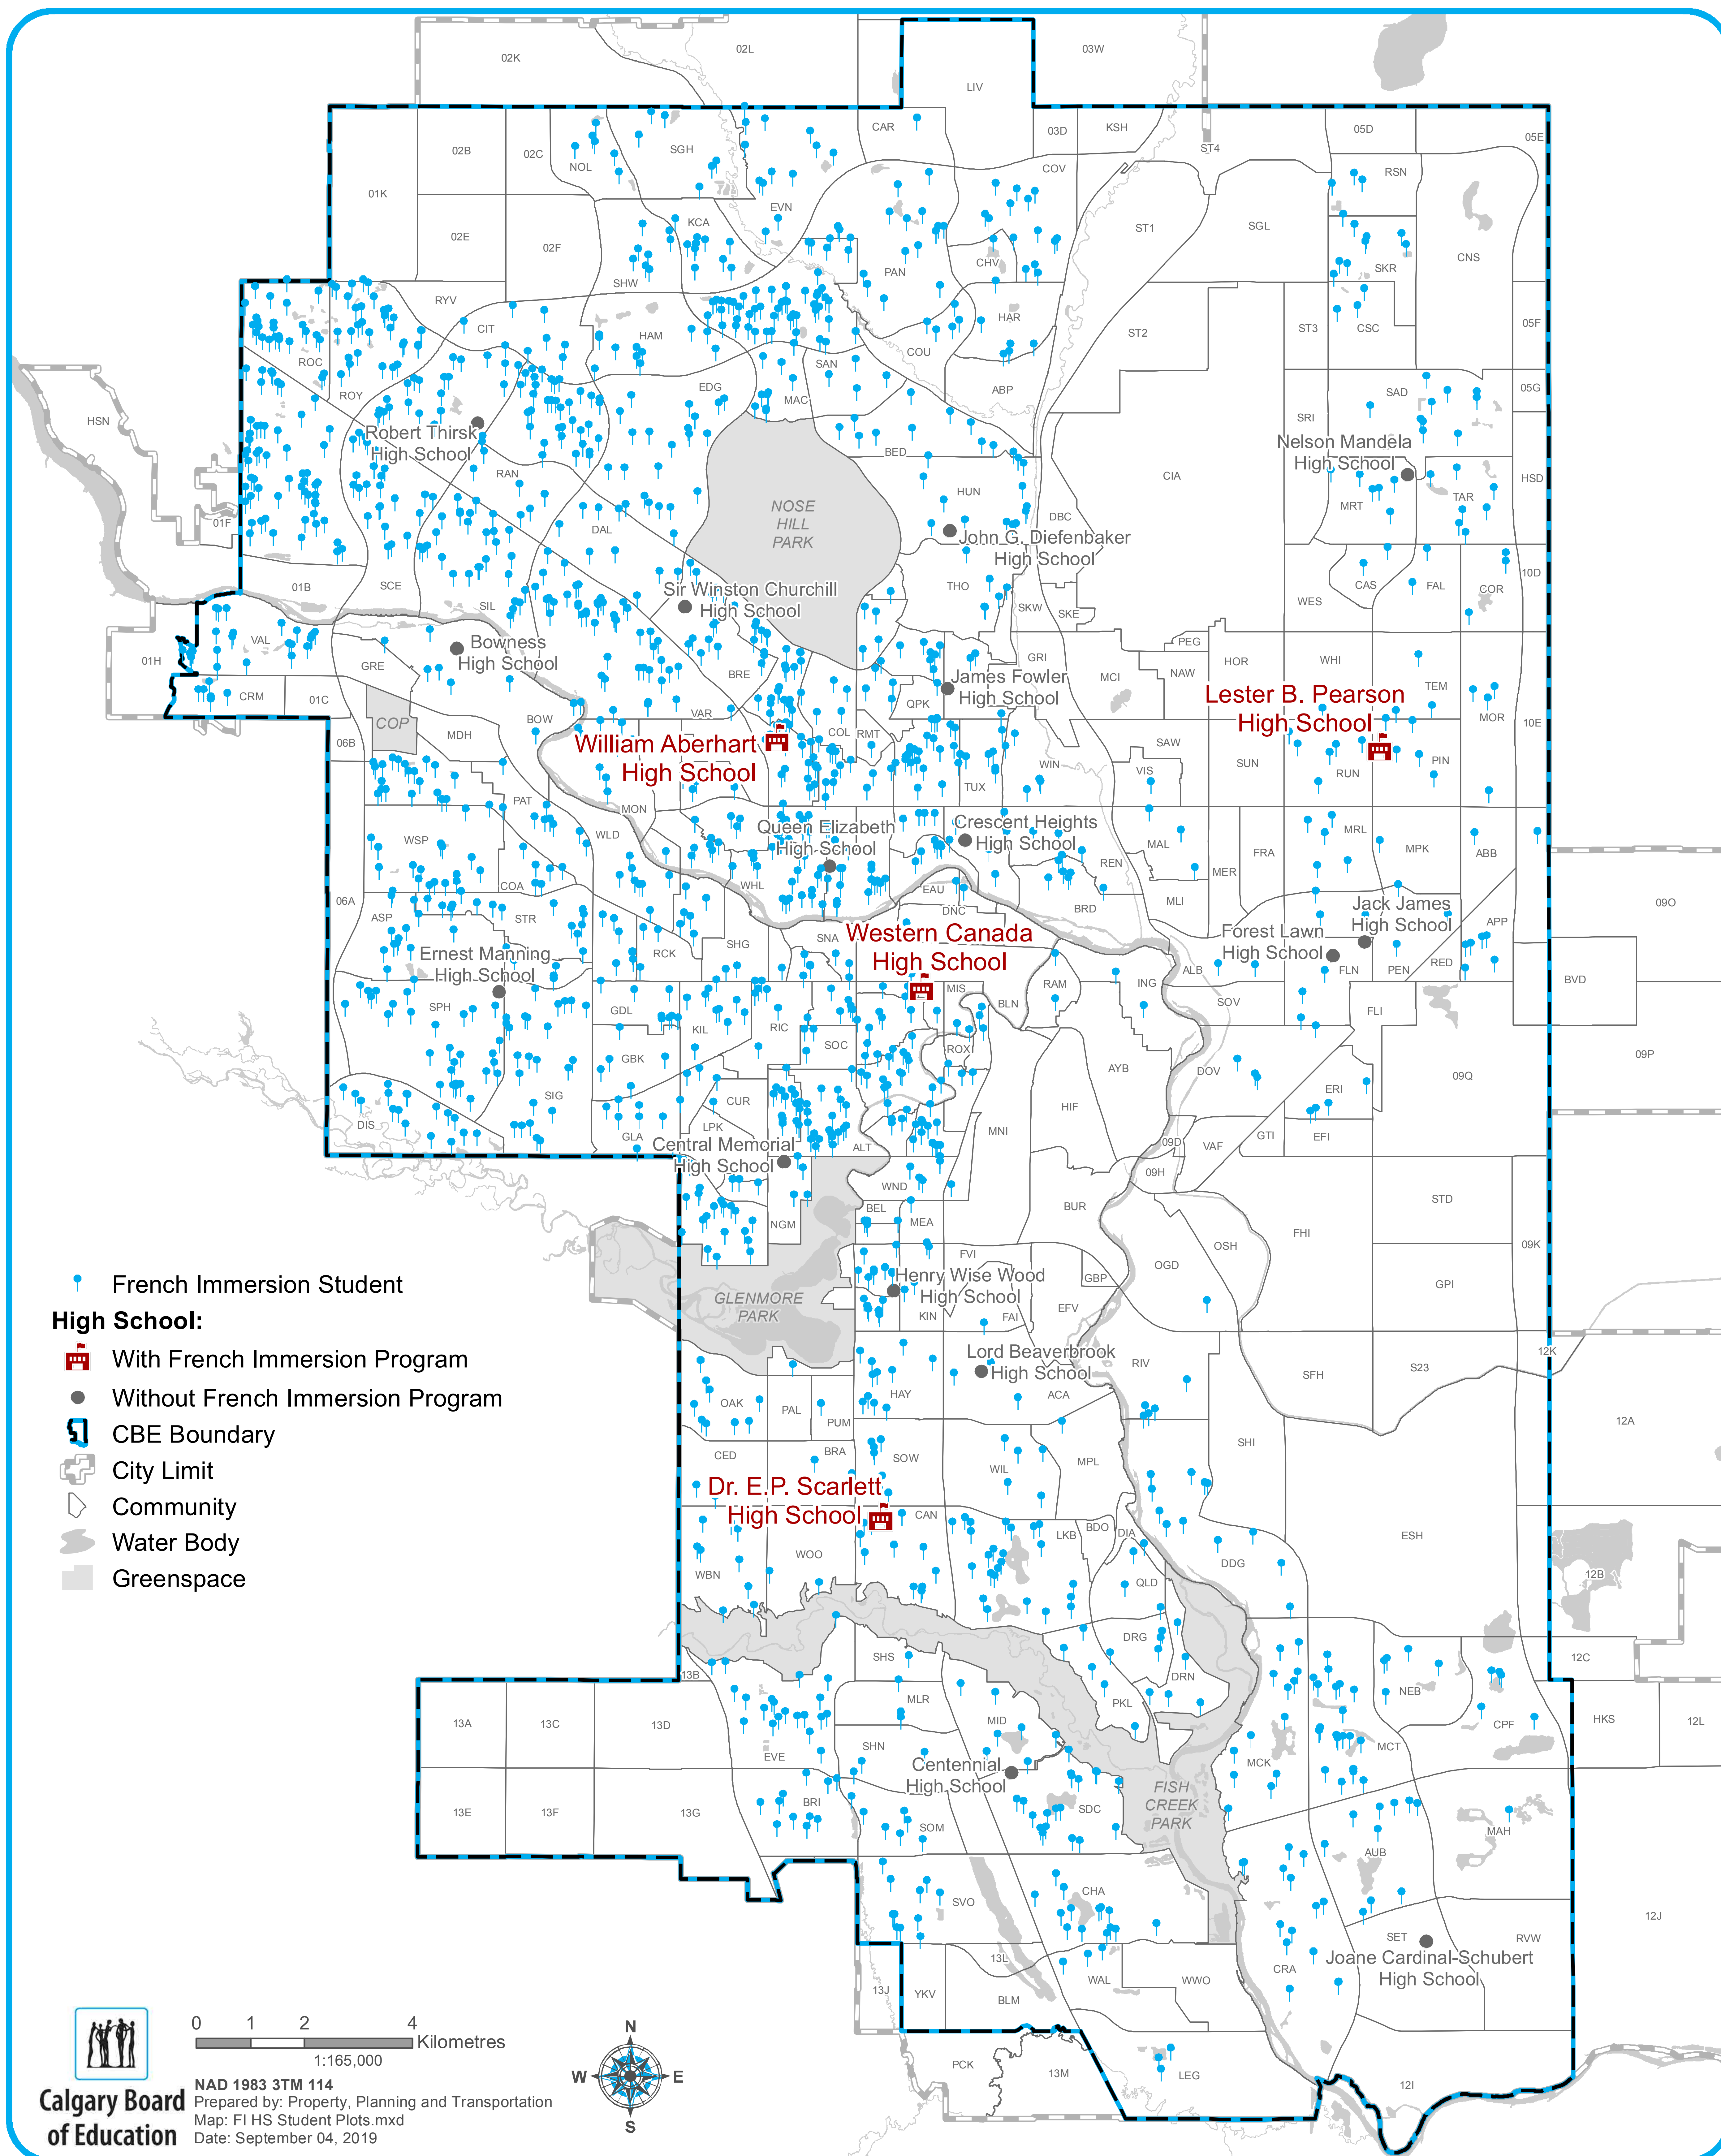 02K
02L
03W
LIV
CAR
03D
KSH
05D
05E
ST4
02B
02C
NOL
SGH
COV
RSN
01K
EVN
KCA
02E
02F
ST1
SGL
CNS
CHV
PAN
SKR
SHW
RYV
CIT
HAM
HAR
ST2
ST3
CSC
05F
ROC
COU
SAN
ABP
ROY
EDG
MAC
SAD
05G
SRI
HSN
Robert Thirsk
High School
Nelson Mandela
High School
BED
RAN
CIA
HSD
HUN
NOSE
HILL
PARK
MRT
TAR
01F
DAL
DBC
John G. Diefenbaker
High School
01B
SCE
THO
CAS
FAL
COR
10D
Sir Winston Churchill
High School
SIL
SKW
SKE
WES
VAL
Bowness
High School
PEG
01H
GRE
BRE
GRI
NAW
HOR
WHI
MCI
James Fowler
High School
Lester B. Pearson
High School
CRM
01C
QPK
TEM
COP
BOW
VAR
MOR
10E
MDH
COL
RMT
06B
William Aberhart
High School
SAW
WIN
VIS
SUN
RUN
PIN
TUX
PAT
MON
WLD
Queen Elizabeth
High School
Crescent Heights
High School
WSP
MAL
MRL
FRA
MPK
ABB
REN
MER
COA
WHL
EAU
06A
MLI
BRD
DNC
Jack James
High School
09O
ASP
STR
APP
Western Canada
High School
SNA
SHG
RCK
Forest Lawn
High School
Ernest Manning
High School
ALB
FLN
PEN
RED
BVD
RAM
ING
MIS
SPH
GDL
KIL
RIC
BLN
SOV
FLI
SOC
ROX
GBK
09P
AYB
DOV
09Q
ERI
SIG
CUR
HIF
DIS
GLA
LPK
MNI
ALT
GTI
EFI
VAF
09D
Central Memorial
High School
09H
WND
STD
BUR
BEL
MEA
NGM
FHI
OSH
09K
FVI
OGD
Henry Wise Wood
High School
GBP
GPI
GLENMORE
PARK
EFV
KIN
FAI
Lord Beaverbrook
High School
RIV
12K
SFH
S23
HAY
ACA
OAK
PAL
PUM
12A
CED
BRA
SOW
SHI
WIL
MPL
Dr. E.P. Scarlett
High School
CAN
BDO
LKB
DIA
ESH
WOO
DDG
WBN
QLD
12B
DRG
SHS
12C
13B
DRN
PKL
NEB
MLR
13A
13C
13D
MID
CPF
HKS
12L
EVE
SHN
MCT
MCK
Centennial
High School
FISH
CREEK
PARK
13E
13F
13G
BRI
SDC
SOM
MAH
AUB
CHA
SVO
12J
SET
RVW
Joane Cardinal-Schubert
High School
13L
CRA
WAL
WWO
13J
YKV
BLM
PCK
13M
LEG
12I
French Immersion Student
High School:
With French Immersion Program
Without French Immersion Program
CBE Boundary
City Limit
Community
Water Body
Greenspace
0 1 2 4
Kilometres
1:165,000
N
W E
S
Calgary Board
of Education
NAD 1983 3TM 114
Prepared by: Property, Planning and Transportation
Map: FI HS Student Plots.mxd
Date: September 04, 2019